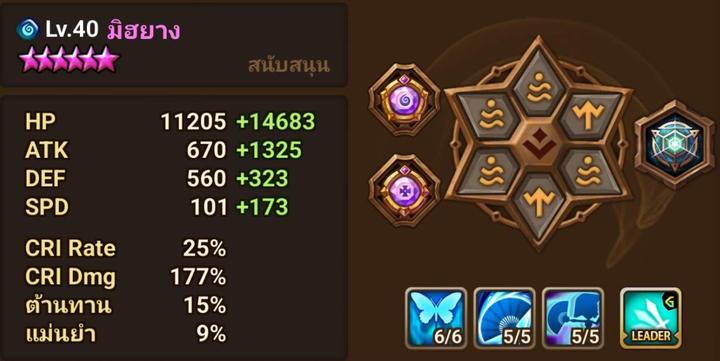 Lv.40 มิฮยาง
สนับสนุน
HP 11205 +14683
ATK 670 +1325
DEF 560 +323
SPD 101 +173
CRI Rate 25%
CRI Dmg 177%
ต้านทาน 15%
แม่นยำ 9%
6/6 5/5 5/5 G
LEADER